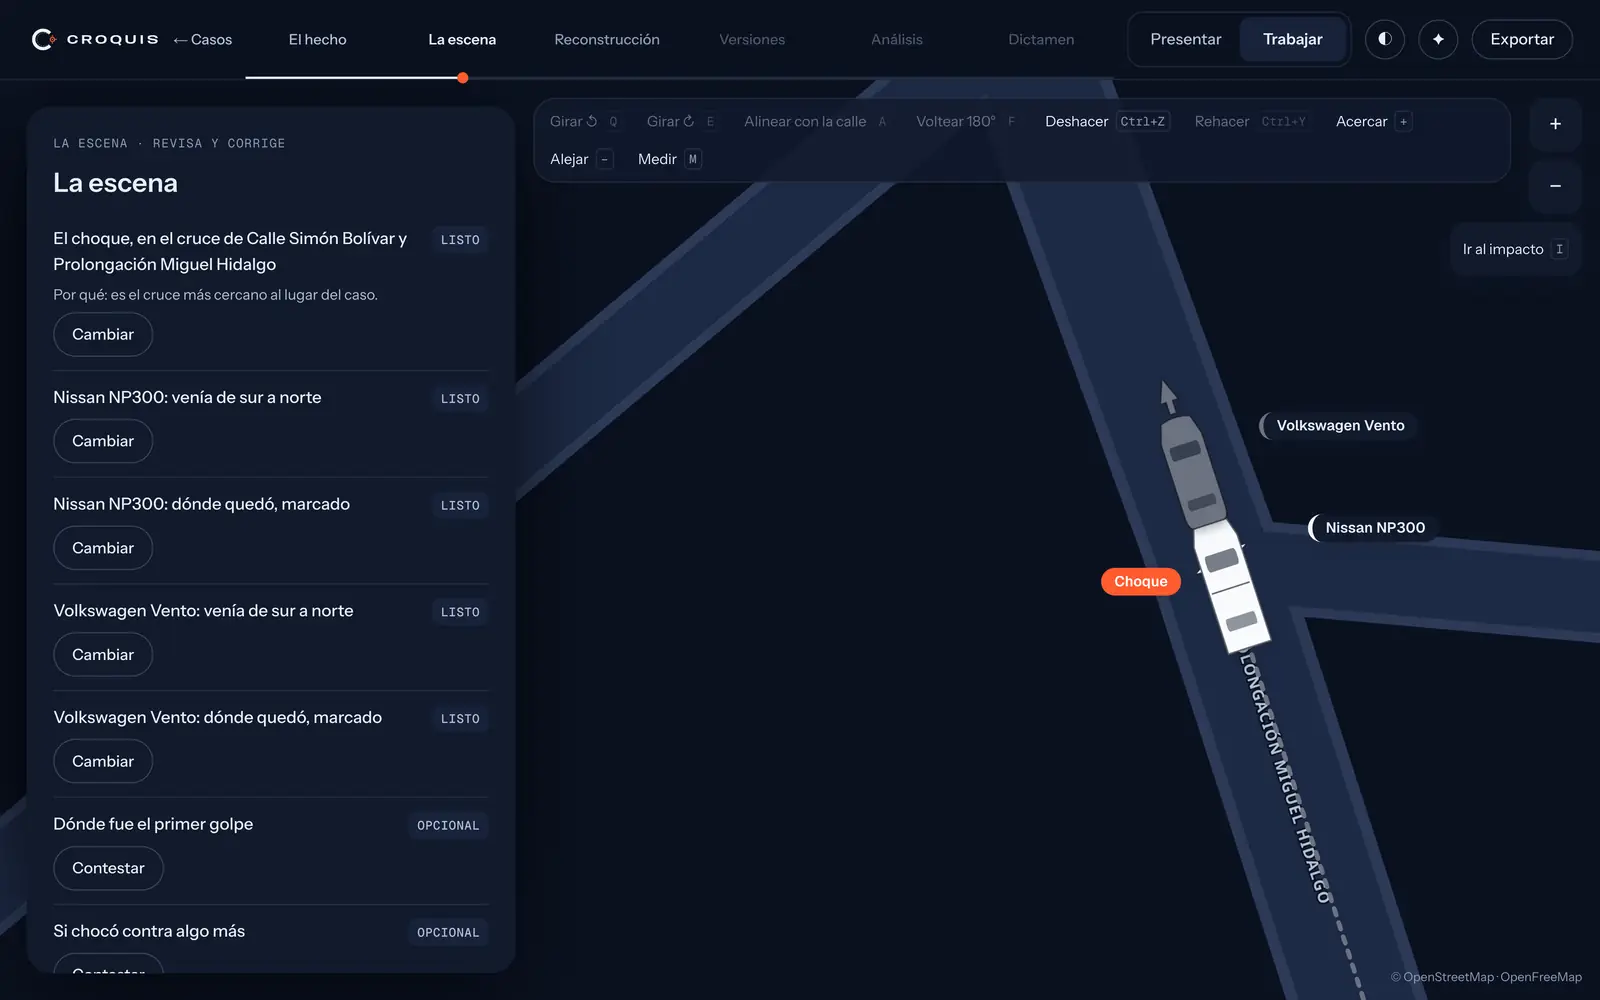 CROQUIS
← Casos
El hecho
La escena
Reconstrucción
Versiones
Análisis
Dictamen
Presentar
Trabajar
Exportar
LA ESCENA · REVISA Y CORRIGE
La escena
El choque, en el cruce de Calle Simón Bolívar y
Prolongación Miguel Hidalgo
LISTO
Por qué: es el cruce más cercano al lugar del caso.
Cambiar
Nissan NP300: venía de sur a norte
LISTO
Cambiar
Nissan NP300: dónde quedó, marcado
LISTO
Cambiar
Volkswagen Vento: venía de sur a norte
LISTO
Cambiar
Volkswagen Vento: dónde quedó, marcado
LISTO
Cambiar
Dónde fue el primer golpe
OPCIONAL
Contestar
Si chocó contra algo más
OPCIONAL
Contestar
Girar ↺ Q
Girar ↻ E
Alinear con la calle A
Voltear 180° F
Deshacer Ctrl+Z
Rehacer Ctrl+Y
Acercar +
Alejar −
Medir M
+
−
Ir al impacto I
Volkswagen Vento
Nissan NP300
Choque
OLONGACIÓN MIGUEL HIDALGO
© OpenStreetMap · OpenFreeMap